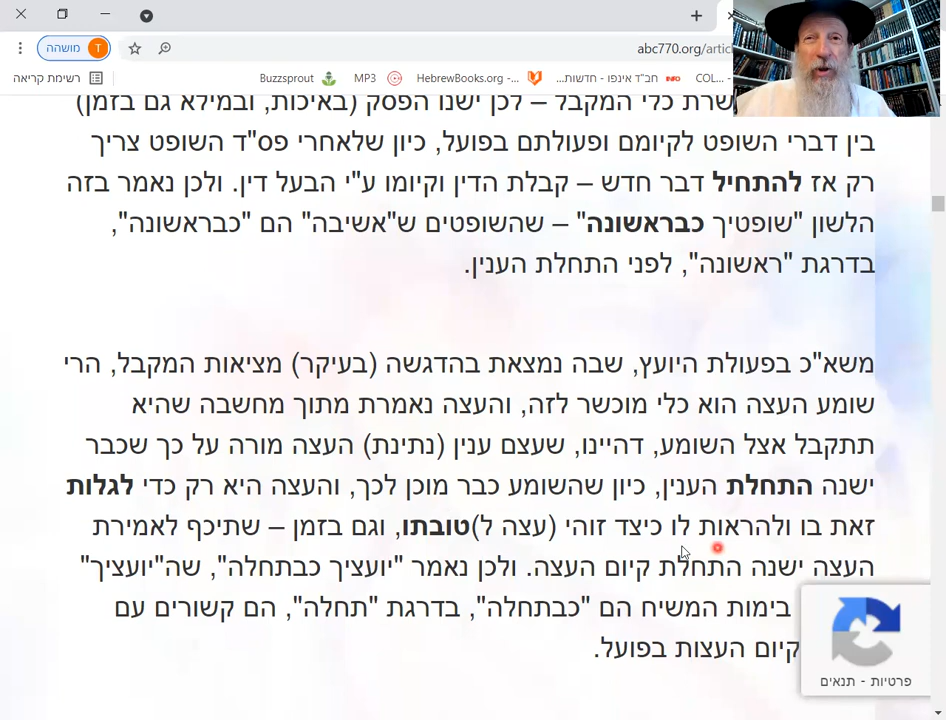 מושהה
abc770.org/artic
רשימת קריאה
Buzzsprout
MP3
HebrewBooks.org -...
חב"ד אינפו - חדשות...
COL...
שרת כלי המקבל – לכן ישנו הפסק (באיכות, ובמילא גם בזמן)
בין דברי השופט לקיומם ופעולתם בפועל, כיון שלאחרי פס"ד השופט צריך
רק אז להתחיל דבר חדש – קבלת הדין וקיומו ע"י הבעל דין. ולכן נאמר בזה
הלשון "שופטיך כבראשונה" – שהשופטים ש"אשיבה" הם "כבראשונה",
בדרגת "ראשונה", לפני התחלת הענין.
משא"כ בפעולת היועץ, שבה נמצאת בהדגשה (בעיקר) מציאות המקבל, הרי
שומע העצה הוא כלי מוכשר לזה, והעצה נאמרת מתוך מחשבה שהיא
תתקבל אצל השומע, דהיינו, שעצם ענין (נתינת) העצה מורה על כך שכבר
ישנה התחלת הענין, כיון שהשומע כבר מוכן לכך, והעצה היא רק כדי לגלות
זאת בו ולהראות לו כיצד זוהי (עצה ל)טובתו, וגם בזמן – שתיכף לאמירת
העצה ישנה התחלת קיום העצה. ולכן נאמר "יועציך כבתחלה", שה"יועציך"
בימות המשיח הם "כבתחלה", בדרגת "תחלה", הם קשורים עם
קיום העצות בפועל.
פרטיות - תנאים